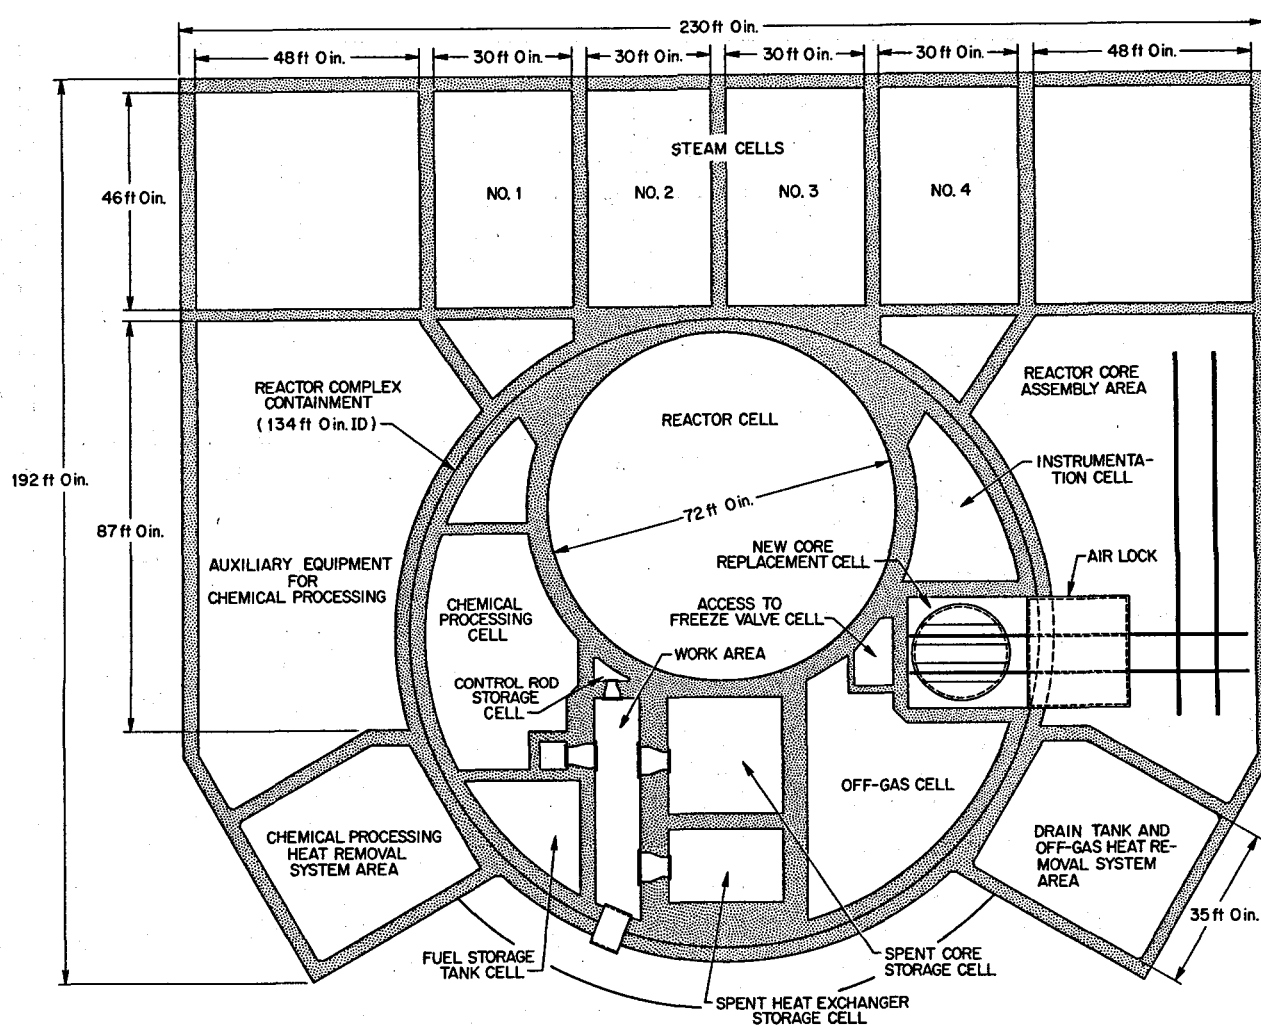 230 ft 0 in.
48 ft 0 in.
30 ft 0 in.
30 ft 0 in.
30 ft 0 in.
30 ft 0 in.
48 ft 0 in.
STEAM CELLS
46 ft 0 in.
NO. 1
NO. 2
NO. 3
NO. 4
REACTOR COMPLEX
CONTAINMENT
(134 ft 0 in. ID)
REACTOR CELL
REACTOR CORE
ASSEMBLY AREA
INSTRUMENTA-
TION CELL
192 ft 0 in.
87 ft 0 in.
72 ft 0 in.
AUXILIARY EQUIPMENT
FOR
CHEMICAL PROCESSING
NEW CORE
REPLACEMENT CELL
AIR LOCK
CHEMICAL
PROCESSING
CELL
ACCESS TO
FREEZE VALVE CELL
WORK AREA
CONTROL ROD
STORAGE
CELL
OFF-GAS CELL
CHEMICAL PROCESSING
HEAT REMOVAL
SYSTEM AREA
DRAIN TANK AND
OFF-GAS HEAT RE-
MOVAL SYSTEM
AREA
35 ft 0 in.
FUEL STORAGE
TANK CELL
SPENT CORE
STORAGE CELL
SPENT HEAT EXCHANGER
STORAGE CELL